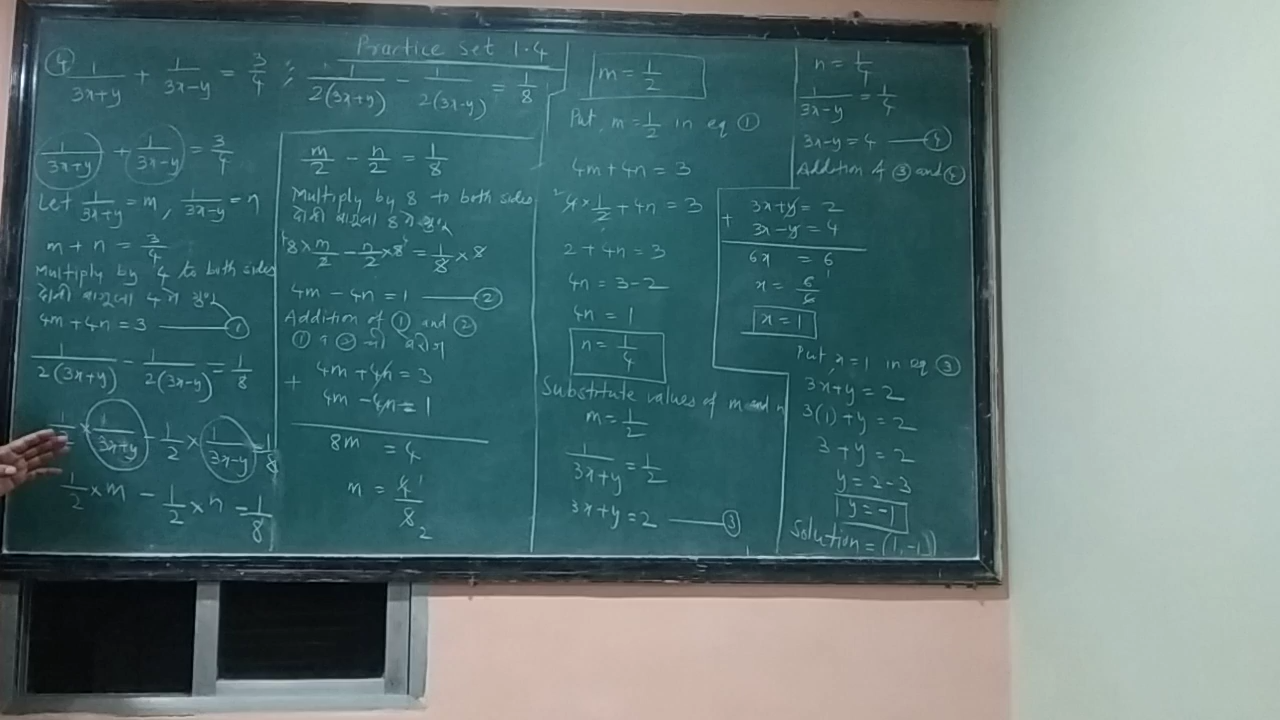 Practice Set 1.4
④ 1/(3x+y) + 1/(3x-y) = 3/4 ; 1/(2(3x+y)) - 1/(2(3x-y)) = 1/8
1/(3x+y) + 1/(3x-y) = 3/4
Let 1/(3x+y) = m, 1/(3x-y) = n
m + n = 3/4
Multiply by 4 to both sides
दोन्ही बाजूला 4 ने गुणू
4m + 4n = 3 —— ①
1/(2(3x+y)) - 1/(2(3x-y)) = 1/8
1/2 × 1/(3x+y) - 1/2 × 1/(3x-y) = 1/8
1/2 × m - 1/2 × n = 1/8
m/2 - n/2 = 1/8
Multiply by 8 to both sides
दोन्ही बाजूला 8 ने गुणू
8 × m/2 - n/2 × 8 = 1/8 × 8
4m - 4n = 1 —— ②
Addition of ① and ②
① व ② ची बेरीज
4m + 4n = 3
+ 4m - 4n = 1
8m = 4
m = 4/8
m = 1/2
Put, m = 1/2 in eq ①
4m + 4n = 3
4 × 1/2 + 4n = 3
2 + 4n = 3
4n = 3 - 2
4n = 1
n = 1/4
Substitute values of m and n
m = 1/2
1/(3x+y) = 1/2
3x + y = 2 —— ③
n = 1/4
1/(3x-y) = 1/4
3x - y = 4 —— ④
Addition of ③ and ④
3x + y = 2
+ 3x - y = 4
6x = 6
x = 6/6
x = 1
Put, x = 1 in eq ③
3x + y = 2
3(1) + y = 2
3 + y = 2
y = 2 - 3
y = -1
Solution = (1, -1)